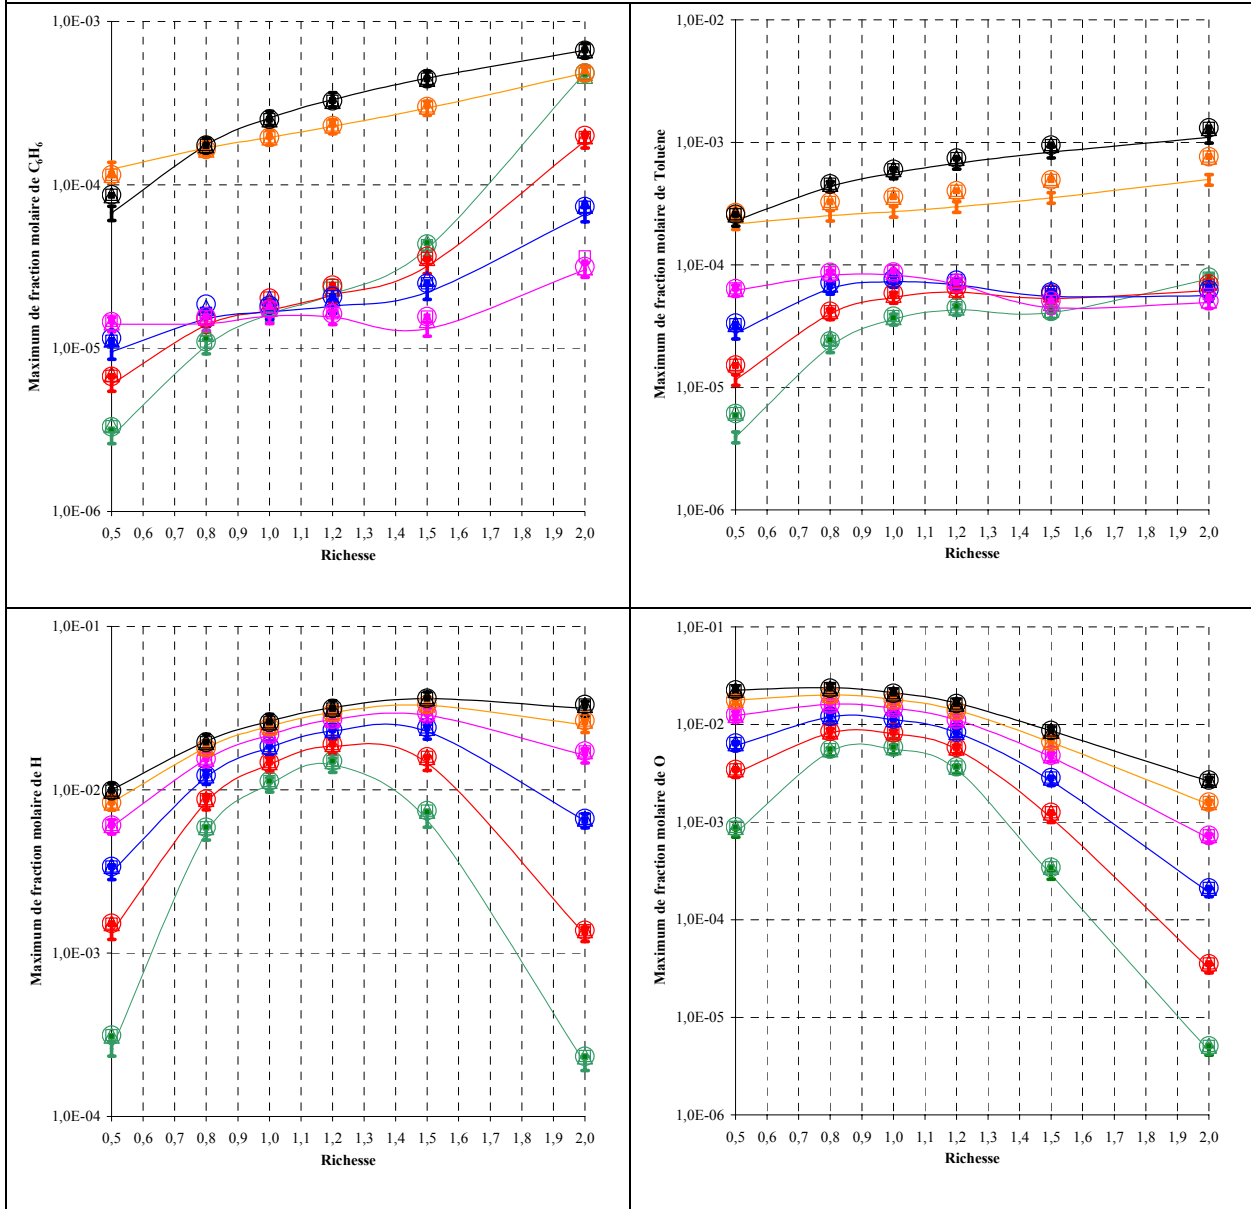 Maximum de fraction molaire de C6H6
1,0E-03
1,0E-04
1,0E-05
1,0E-06
0,5 0,7 0,8 0,9 1,0 1,1 1,2 1,3 1,4 1,5 1,6 1,7 1,8 1,9 2,0
Richesse
Maximum de fraction molaire de Toluène
1,0E-02
1,0E-03
1,0E-04
1,0E-05
1,0E-06
0,5 0,6 0,7 0,8 0,9 1,0 1,1 1,2 1,3 1,4 1,5 1,6 1,7 1,8 1,9 2,0
Richesse
Maximum de fraction molaire de H
1,0E-01
1,0E-02
1,0E-03
1,0E-04
0,5 0,7 0,8 0,9 1,0 1,1 1,2 1,3 1,4 1,5 1,6 1,7 1,8 1,9 2,0
Richesse
Maximum de fraction molaire de O
1,0E-01
1,0E-02
1,0E-03
1,0E-04
1,0E-05
1,0E-06
0,5 0,6 0,7 0,8 0,9 1,0 1,1 1,2 1,3 1,4 1,5 1,6 1,7 1,8 1,9 2,0
Richesse